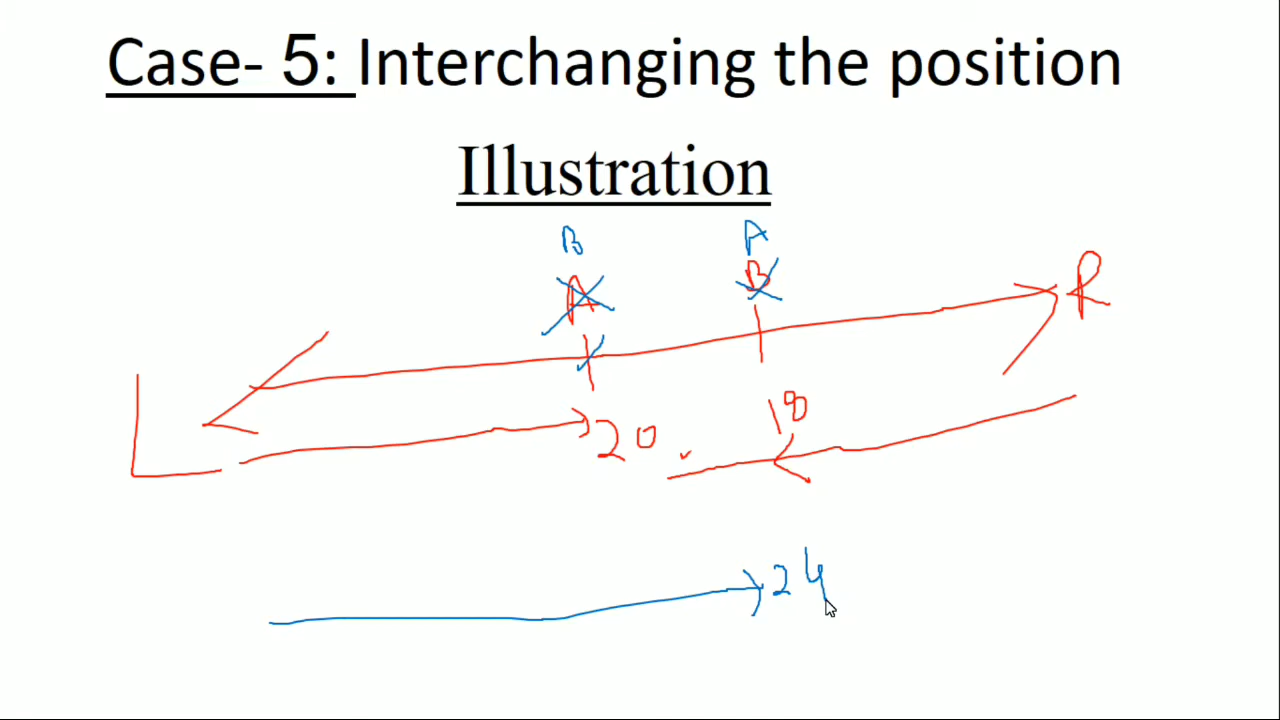 Case- 5: Interchanging the position
Illustration
B A
A B R
L
20 18
24